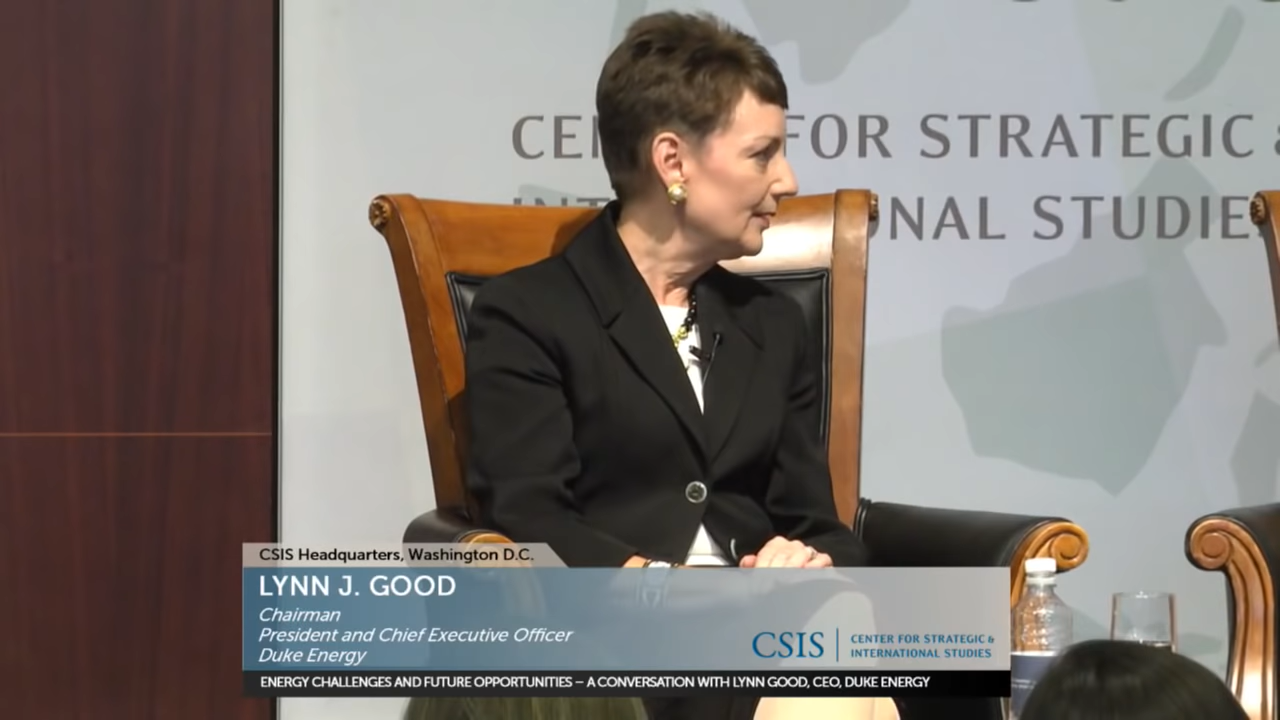 CE FOR STRATEGIC
NAL STUDIE
CSIS Headquarters, Washington D.C.
LYNN J. GOOD
Chairman
President and Chief Executive Officer
Duke Energy
CSIS
CENTER FOR STRATEGIC &
INTERNATIONAL STUDIES
ENERGY CHALLENGES AND FUTURE OPPORTUNITIES – A CONVERSATION WITH LYNN GOOD, CEO, DUKE ENERGY